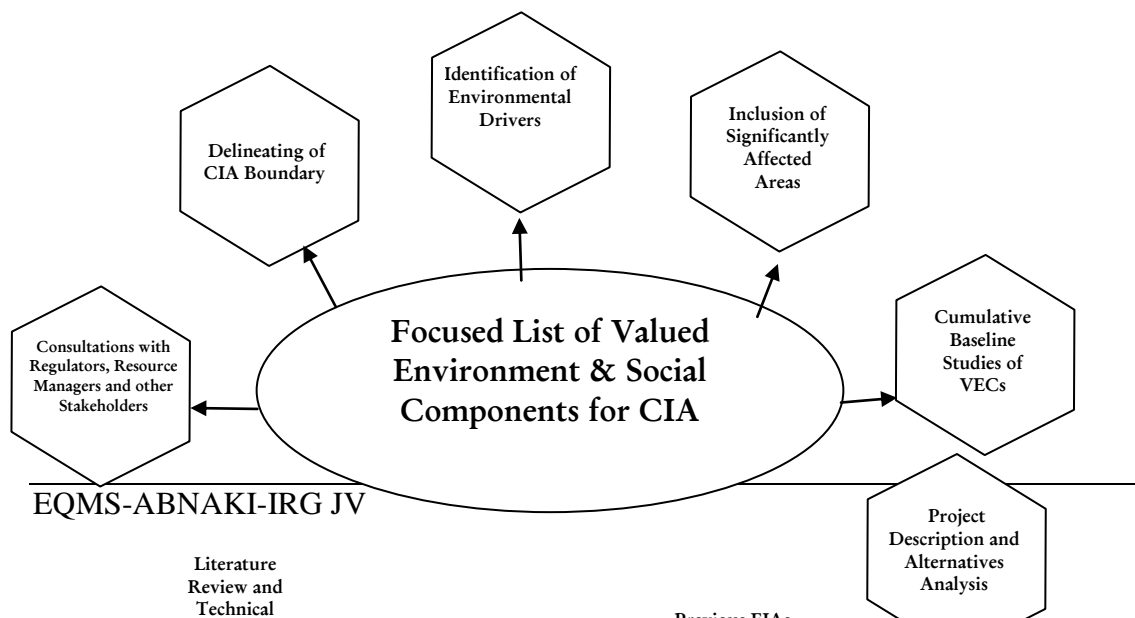 Identification of
Environmental
Drivers
Delineating of
CIA Boundary
Inclusion of
Significantly
Affected
Areas
Consultations with
Regulators, Resource
Managers and other
Stakeholders
Focused List of Valued
Environment & Social
Components for CIA
Cumulative
Baseline
Studies of
VECs
EQMS-ABNAKI-IRG JV
Project
Description and
Alternatives
Analysis
Literature
Review and
Technical
Previous EIAs